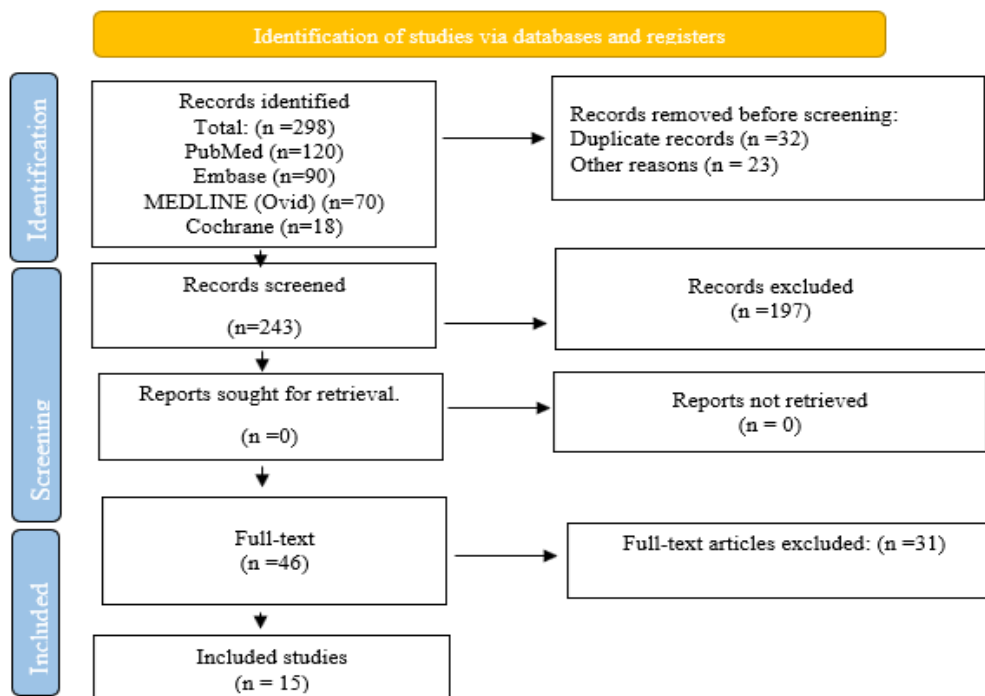 Identification of studies via databases and registers
Identification
Records identified
Total: (n =298)
PubMed (n=120)
Embase (n=90)
MEDLINE (Ovid) (n=70)
Cochrane (n=18)
Records removed before screening:
Duplicate records (n =32)
Other reasons (n = 23)
Screening
Records screened
(n=243)
Records excluded
(n =197)
Reports sought for retrieval.
(n =0)
Reports not retrieved
(n = 0)
Full-text
(n =46)
Full-text articles excluded: (n =31)
Included
Included studies
(n = 15)